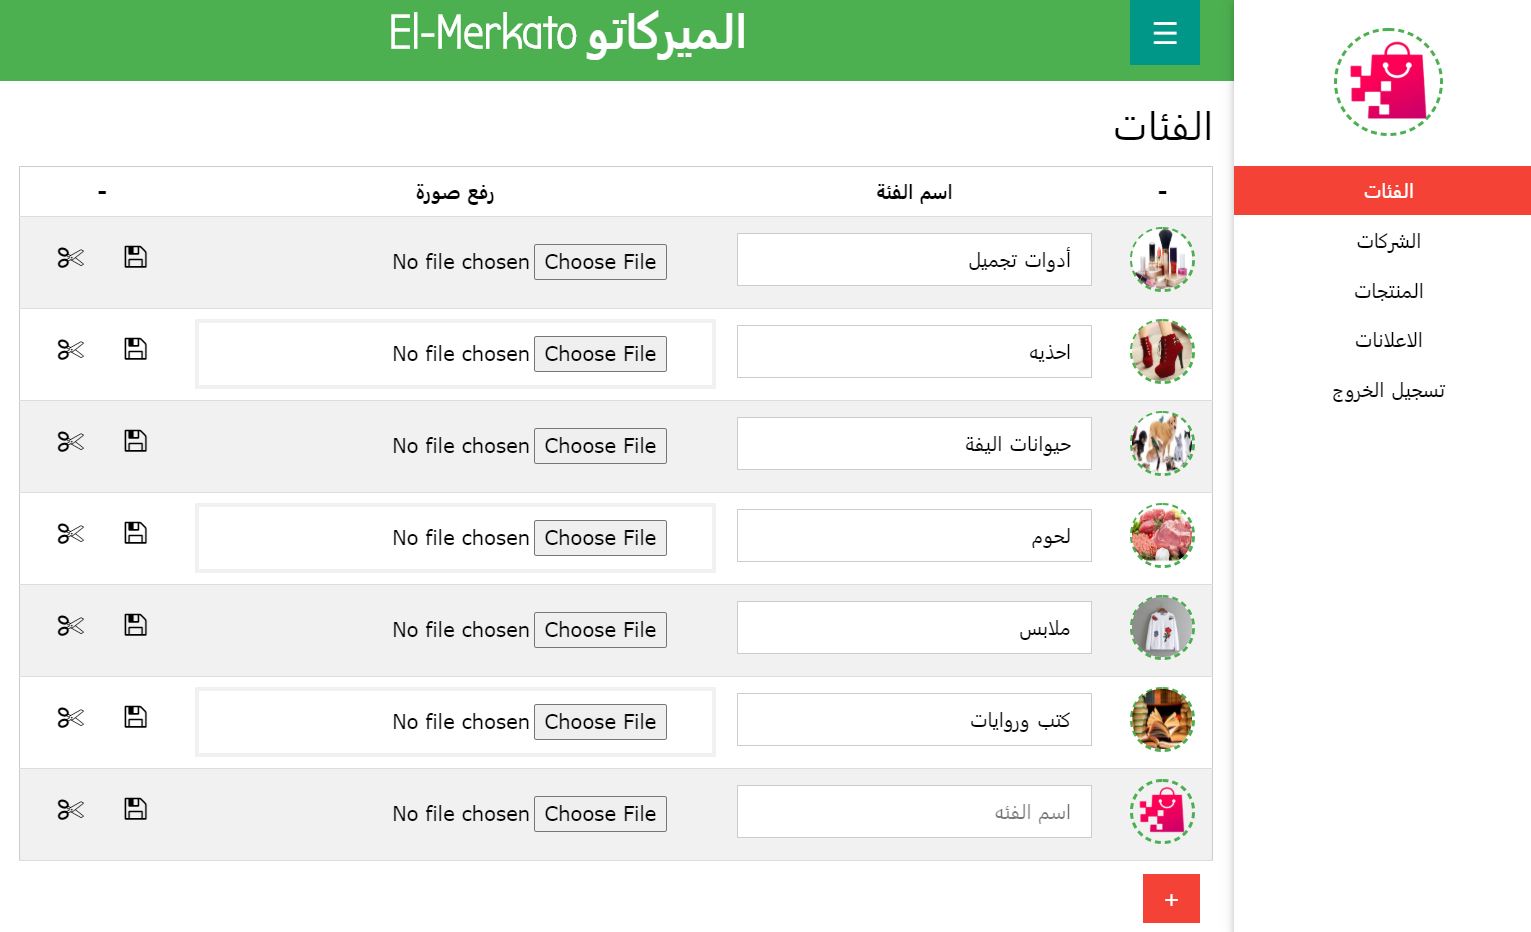 الميركاتو El-Merkato
☰
الفئات
الشركات
المنتجات
الاعلانات
تسجيل الخروج
الفئات
- اسم الفئة رفع صورة -
أدوات تجميل Choose File No file chosen
احذيه Choose File No file chosen
حيوانات اليفة Choose File No file chosen
لحوم Choose File No file chosen
ملابس Choose File No file chosen
كتب وروايات Choose File No file chosen
اسم الفئه Choose File No file chosen
+